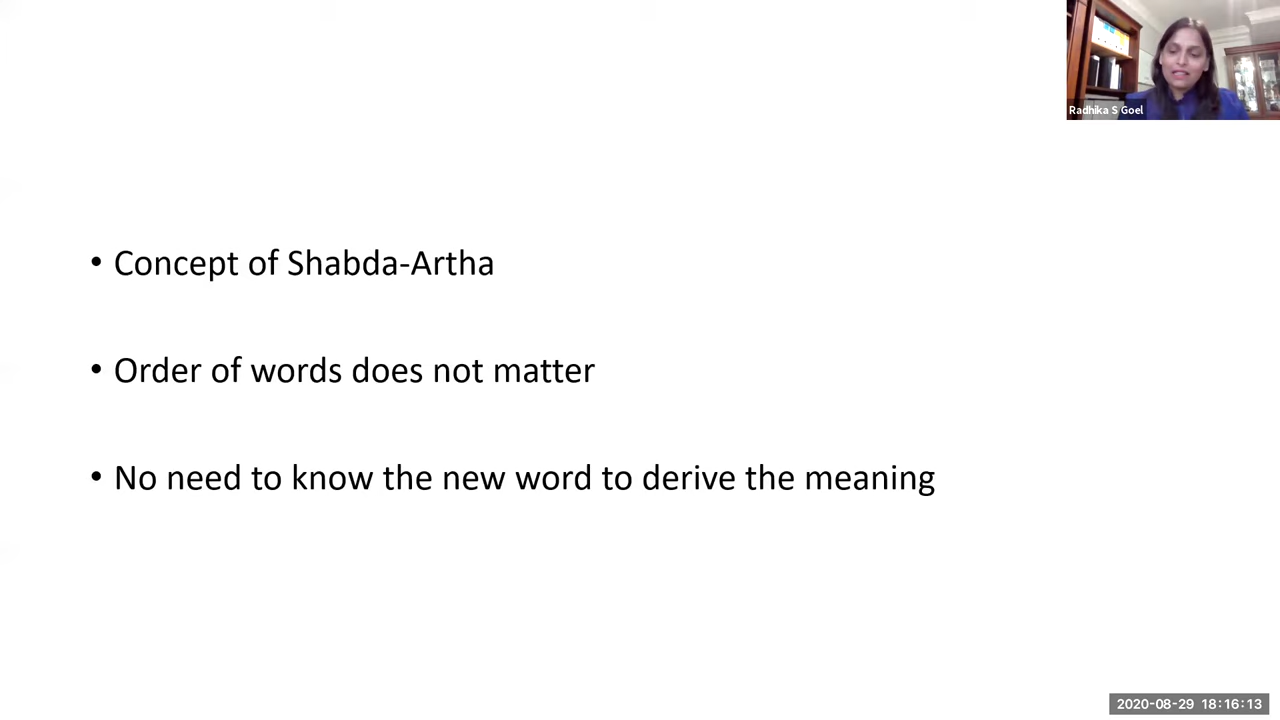 Radhika S Goel
• Concept of Shabda-Artha
• Order of words does not matter
• No need to know the new word to derive the meaning
2020-08-29 18:16:13